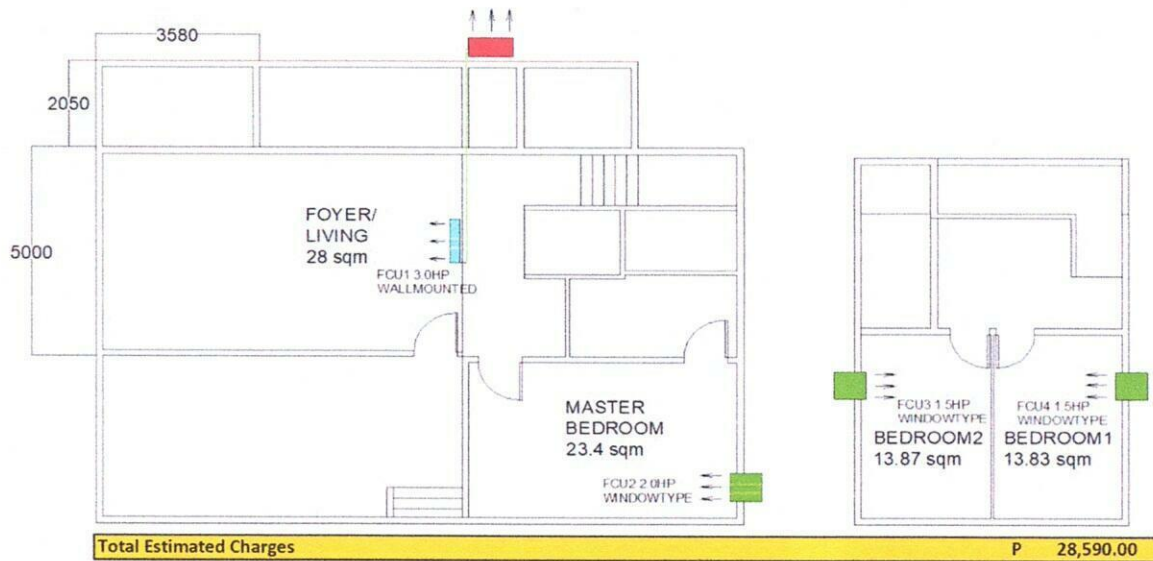 3580
2050
5000
FOYER/
LIVING
28 sqm
FCU1 3.0HP
WALLMOUNTED
MASTER
BEDROOM
23.4 sqm
FCU2 2.0HP
WINDOWTYPE
FCU3 1.5HP
WINDOWTYPE
BEDROOM2
13.87 sqm
FCU4 1.5HP
WINDOWTYPE
BEDROOM1
13.83 sqm
Total Estimated Charges P 28,590.00